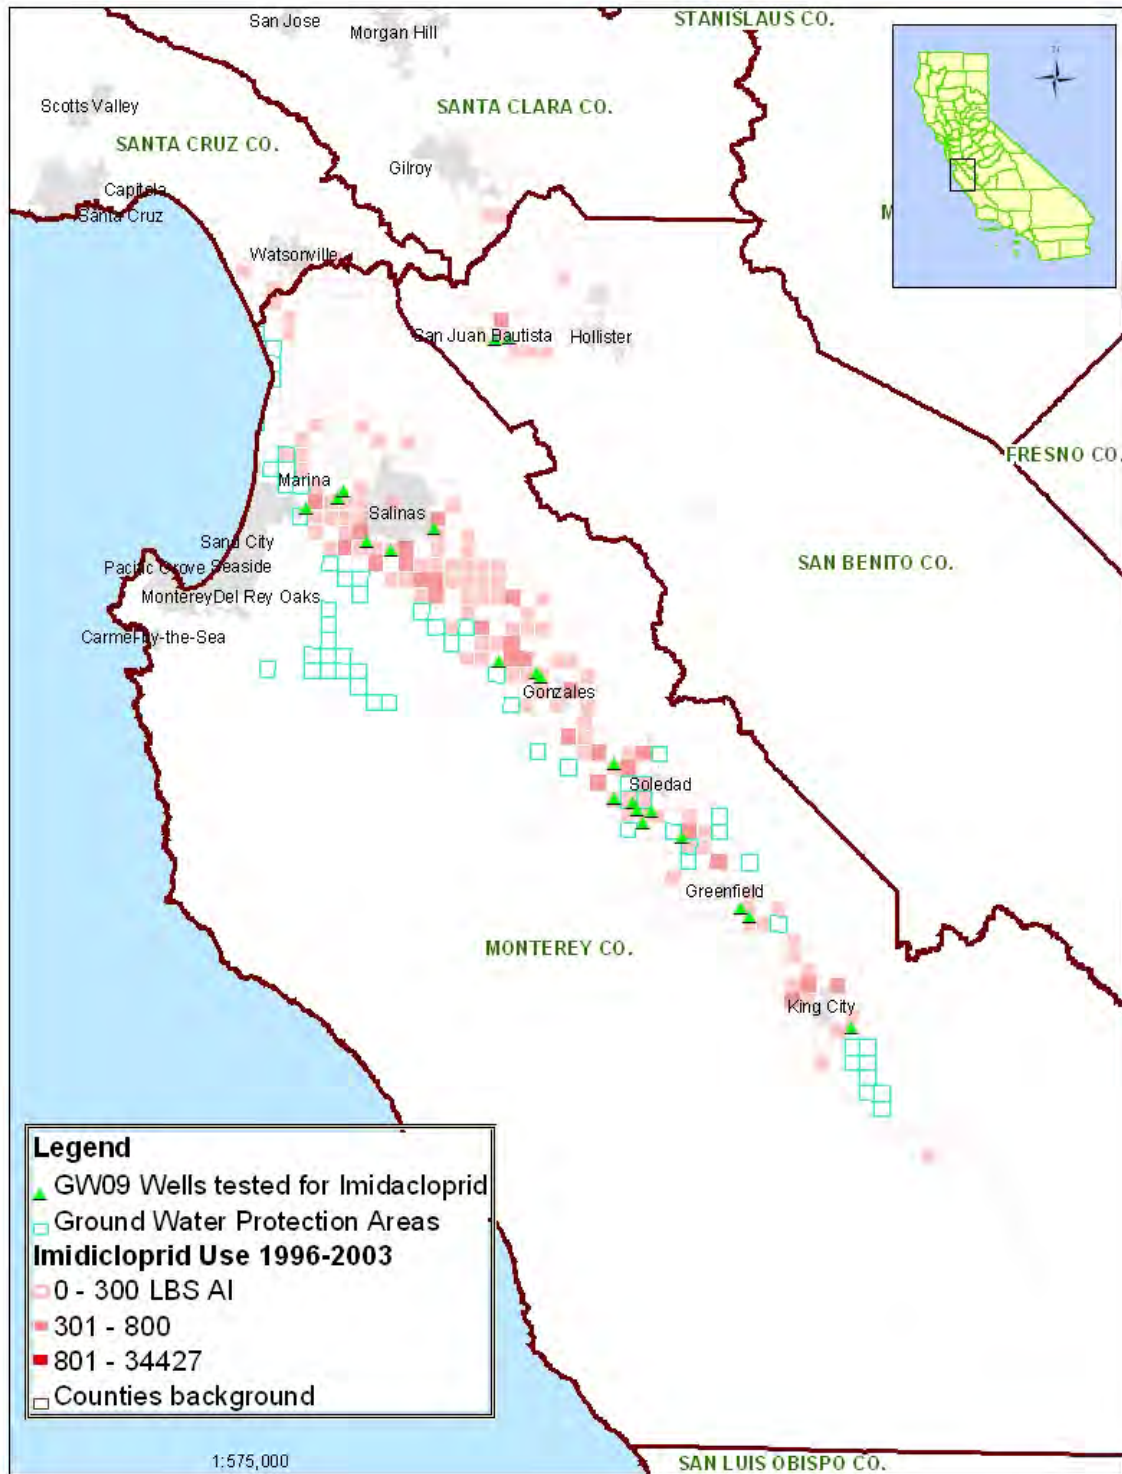 San Jose
Morgan Hill
STANISLAUS CO.
Scotts Valley
SANTA CLARA CO.
SANTA CRUZ CO.
Gilroy
Capitola
Santa Cruz
M
Watsonville
San Juan Bautista
Hollister
FRESNO CO.
Marina
Salinas
Sand City
SAN BENITO CO.
Pacific Grove Seaside
MontereyDel Rey Oaks
Carmel-by-the-Sea
Gonzales
Soledad
Greenfield
MONTEREY CO.
King City
Legend
GW09 Wells tested for Imidacloprid
Ground Water Protection Areas
Imidicloprid Use 1996-2003
0 - 300 LBS AI
301 - 800
801 - 34427
Counties background
1:575,000
SAN LUIS OBISPO CO.